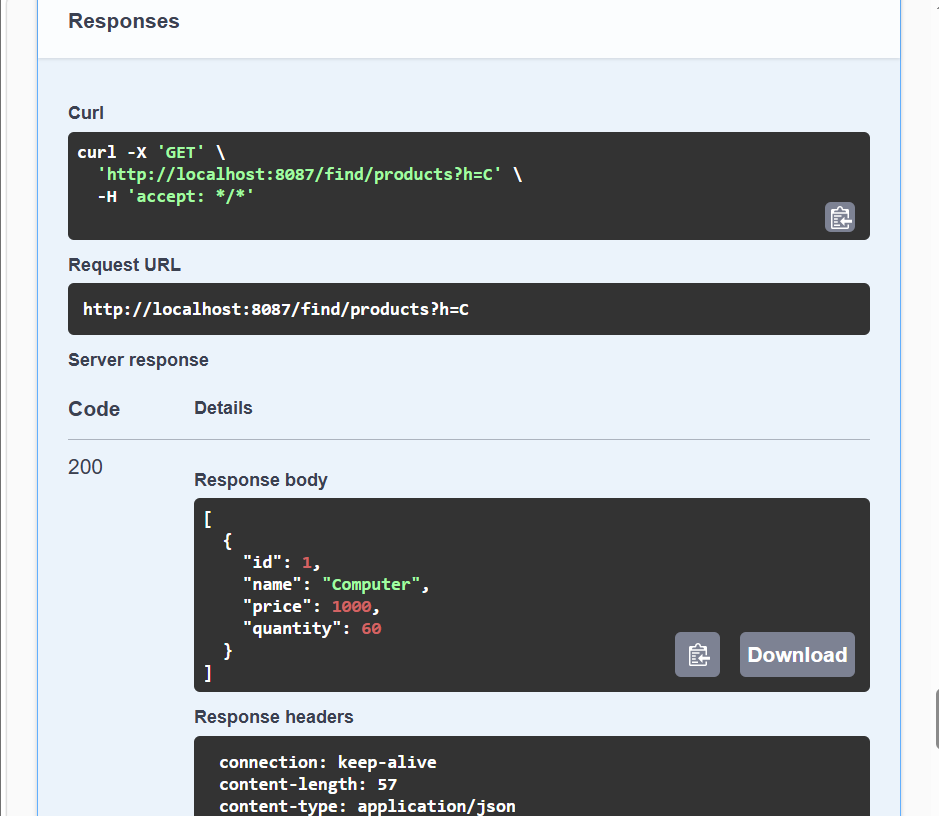 Responses
Curl
curl -X 'GET' \
  'http://localhost:8087/find/products?h=C' \
  -H 'accept: */*'
Request URL
http://localhost:8087/find/products?h=C
Server response
Code Details
200
Response body
[
  {
    "id": 1,
    "name": "Computer",
    "price": 1000,
    "quantity": 60
  }
]
Download
Response headers
connection: keep-alive
content-length: 57
content-type: application/json